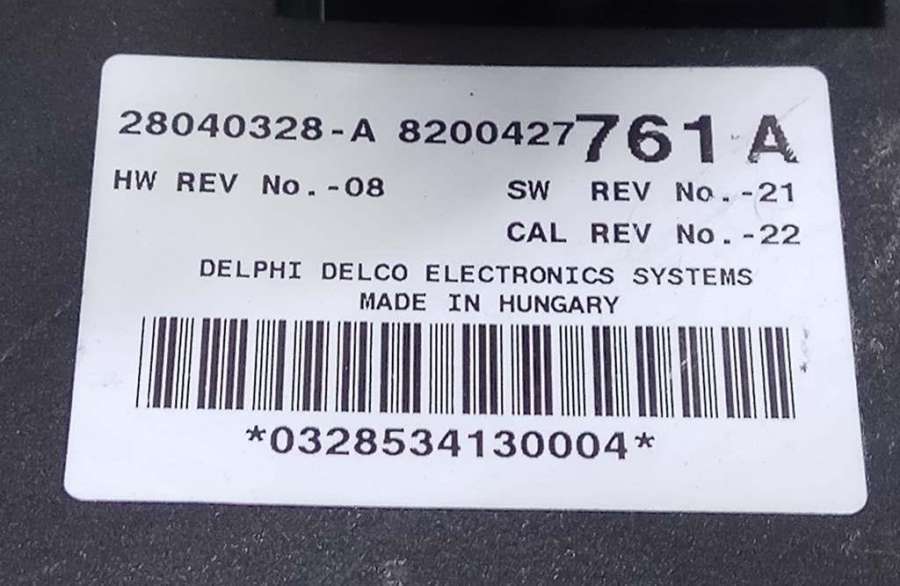 28040328-A 8200427761A
HW REV No.-08 SW REV No.-21
CAL REV No.-22
DELPHI DELCO ELECTRONICS SYSTEMS
MADE IN HUNGARY
*0328534130004*